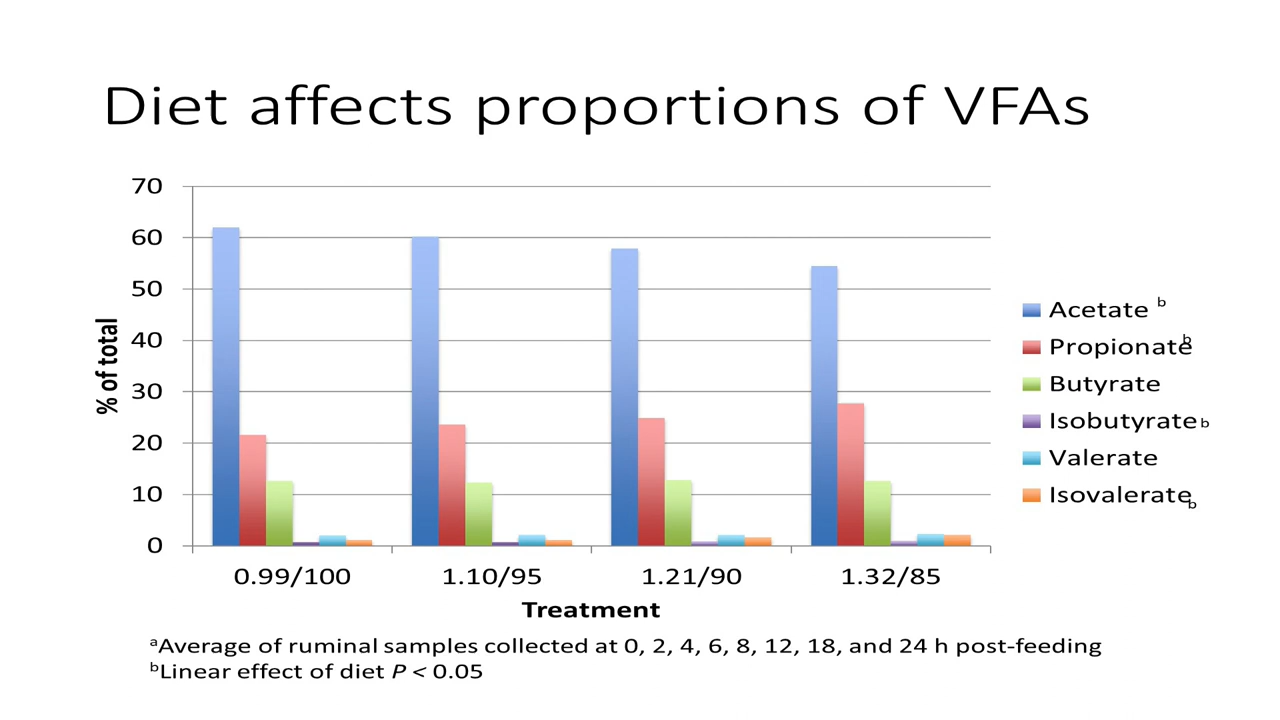 Diet affects proportions of VFAs
70
60
50
40
30
20
10
0
% of total
0.99/100 1.10/95 1.21/90 1.32/85
Treatment
Acetate b
Propionate b
Butyrate
Isobutyrate b
Valerate
Isovalerate b
aAverage of ruminal samples collected at 0, 2, 4, 6, 8, 12, 18, and 24 h post-feeding
bLinear effect of diet P < 0.05